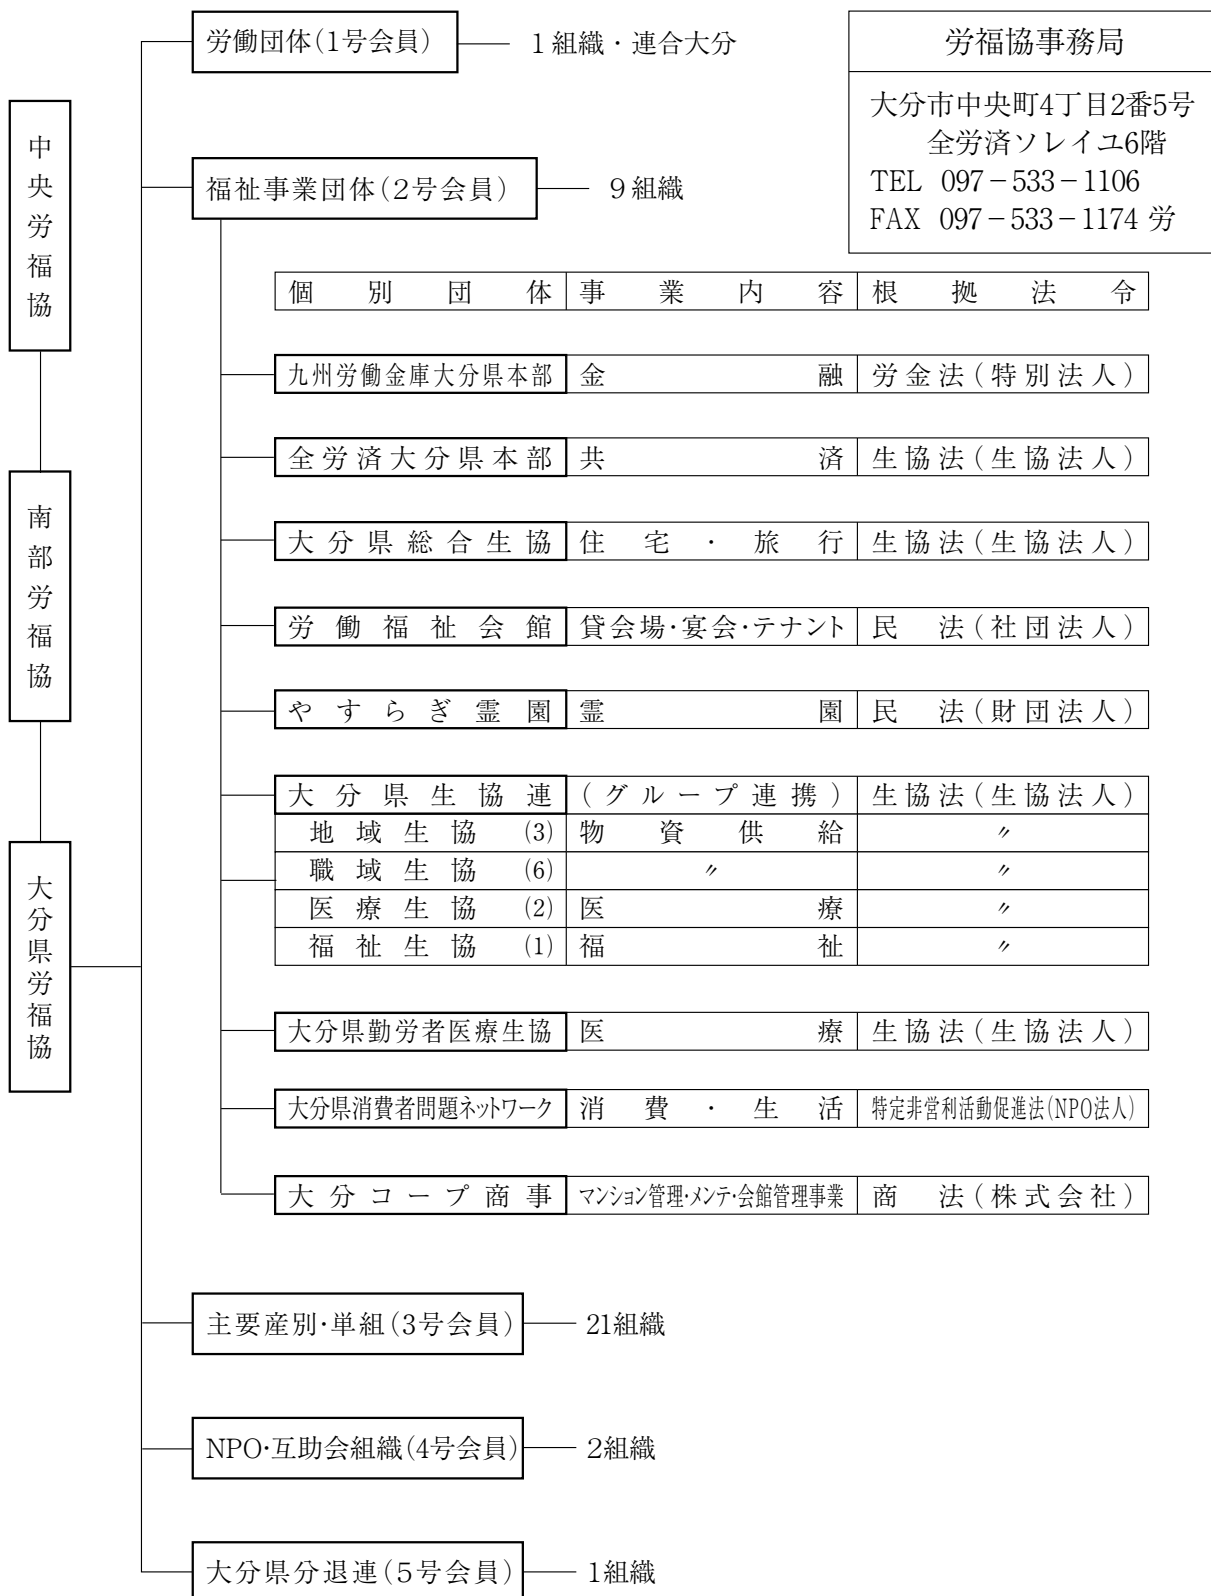 労働団体(1号会員)
1組織・連合大分
労福協事務局
大分市中央町4丁目2番5号
全労済ソレイユ6階
TEL 097-533-1106
FAX 097-533-1174 労
中央労福協
南部労福協
大分県労福協
福祉事業団体(2号会員)
9組織
個別団体 事業内容 根拠法令
九州労働金庫大分県本部 金融 労金法(特別法人)
全労済大分県本部 共済 生協法(生協法人)
大分県総合生協 住宅・旅行 生協法(生協法人)
労働福祉会館 貸会場・宴会・テナント 民法(社団法人)
やすらぎ霊園 霊園 民法(財団法人)
大分県生協連 (グループ連携) 生協法(生協法人)
地域生協(3) 物資供給 〃
職域生協(6) 〃 〃
医療生協(2) 医療 〃
福祉生協(1) 福祉 〃
大分県勤労者医療生協 医療 生協法(生協法人)
大分県消費者問題ネットワーク 消費・生活 特定非営利活動促進法(NPO法人)
大分コープ商事 マンション管理・メンテ・会館管理事業 商法(株式会社)
主要産別・単組(3号会員)
21組織
NPO・互助会組織(4号会員)
2組織
大分県分退連(5号会員)
1組織